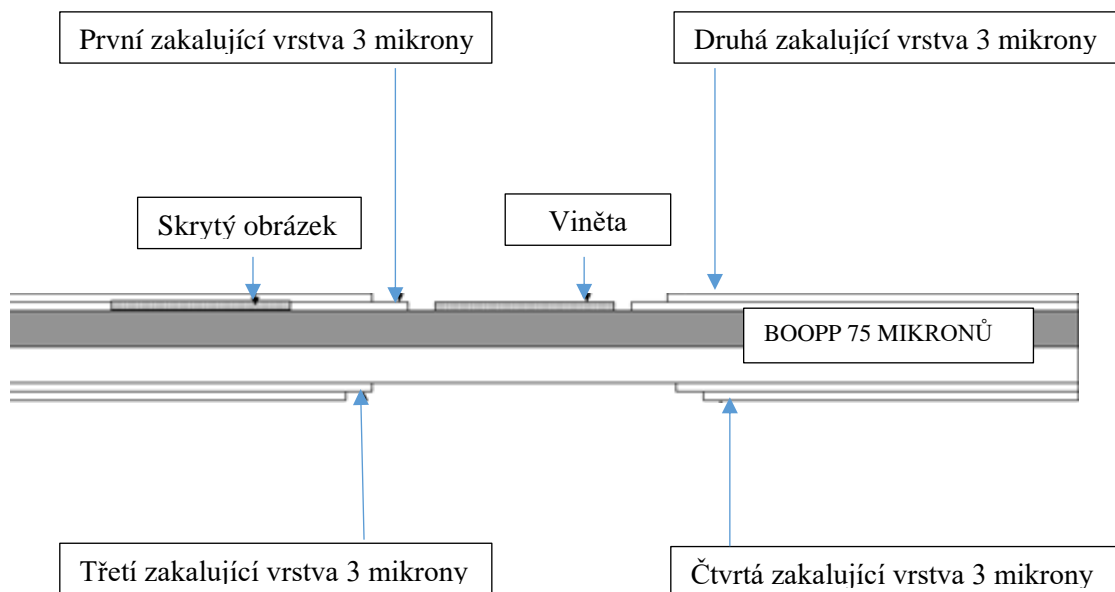 První zakalující vrstva 3 mikrony
Druhá zakalující vrstva 3 mikrony
Skrytý obrázek
Viněta
BOOPP 75 MIKRONŮ
Třetí zakalující vrstva 3 mikrony
Čtvrtá zakalující vrstva 3 mikrony